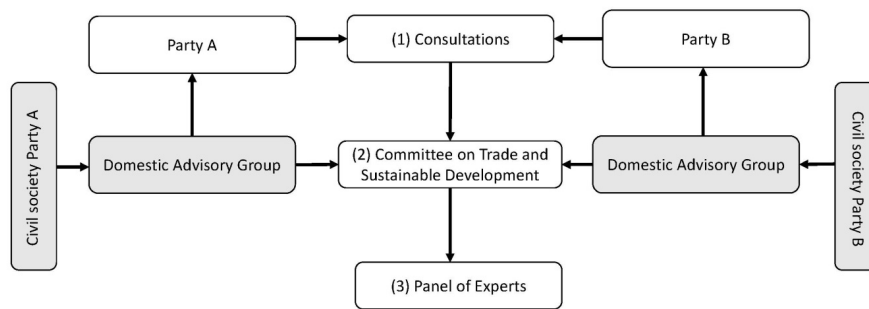 Party A
(1) Consultations
Party B
Civil society Party A
Domestic Advisory Group
(2) Committee on Trade and
Sustainable Development
Domestic Advisory Group
Civil society
Party B
(3) Panel of Experts